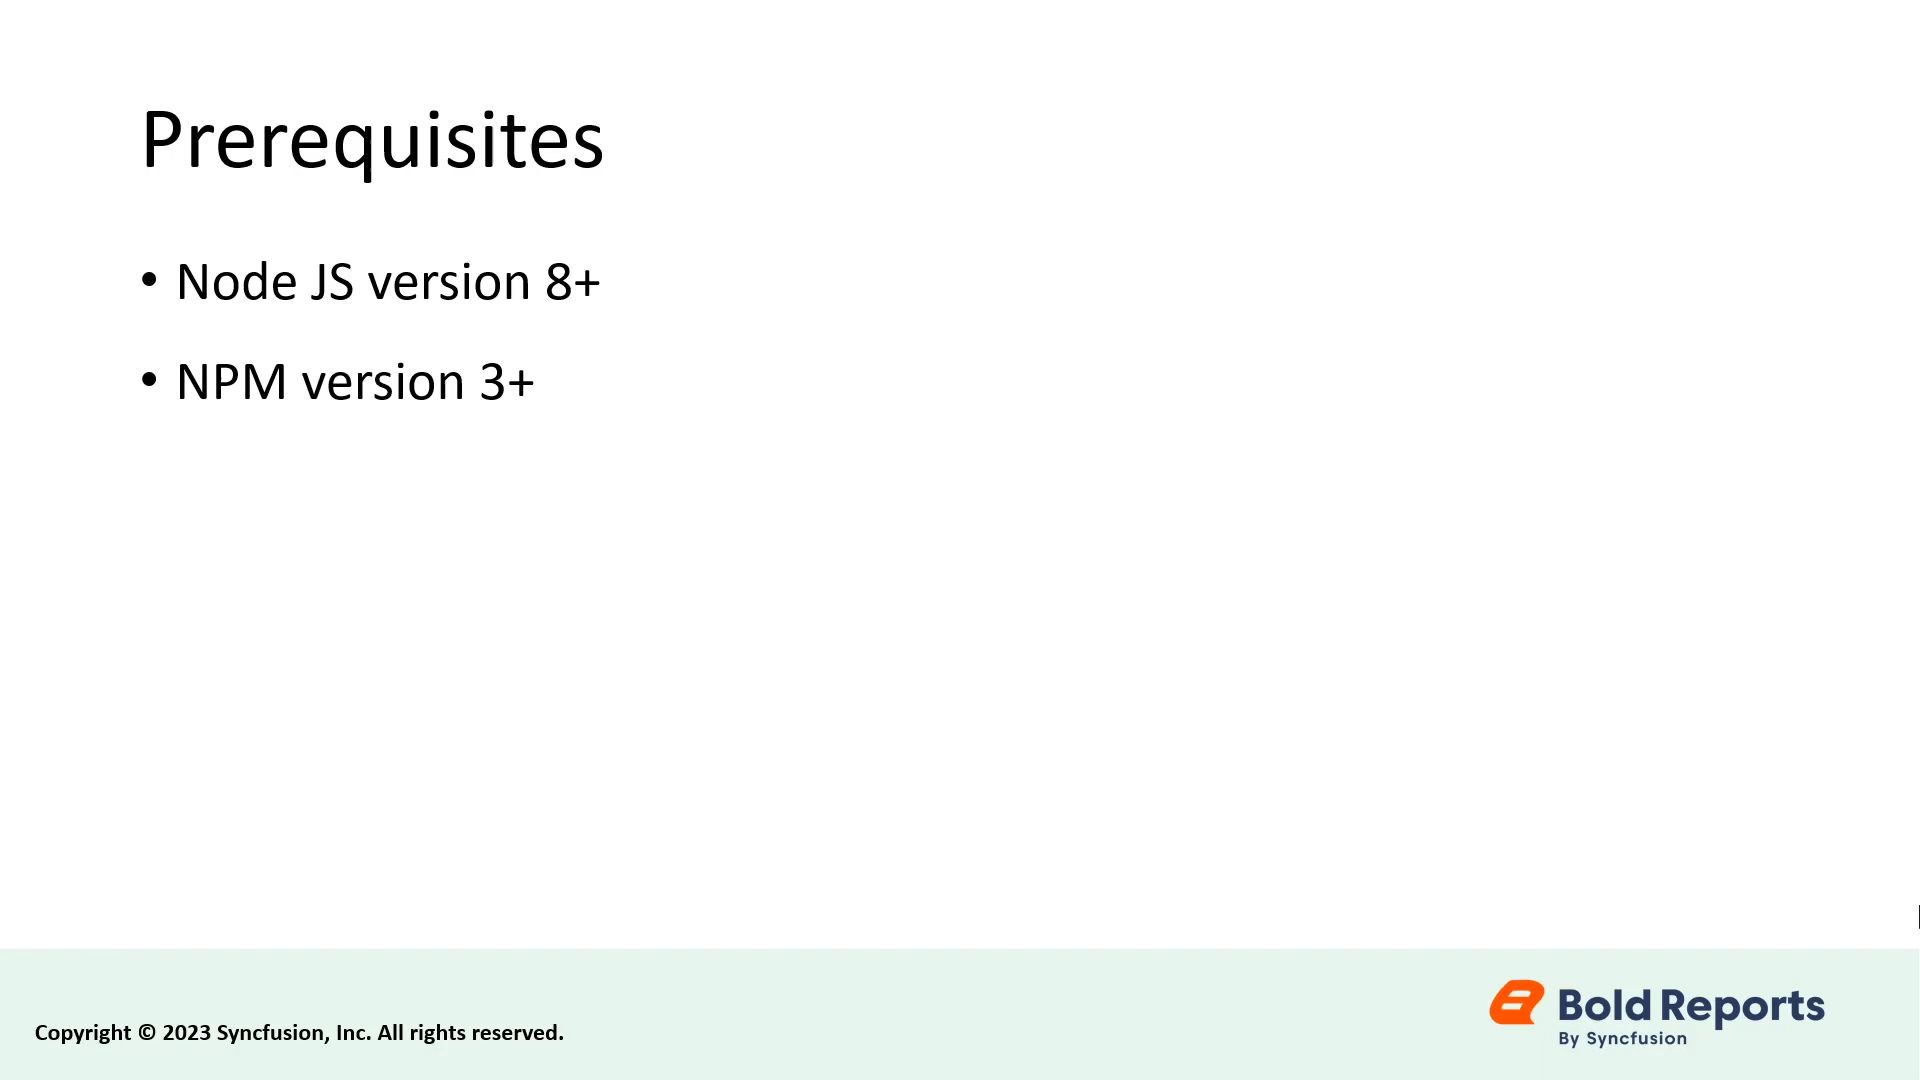 Prerequisites
• Node JS version 8+
• NPM version 3+
Copyright © 2023 Syncfusion, Inc. All rights reserved.
Bold Reports
By Syncfusion